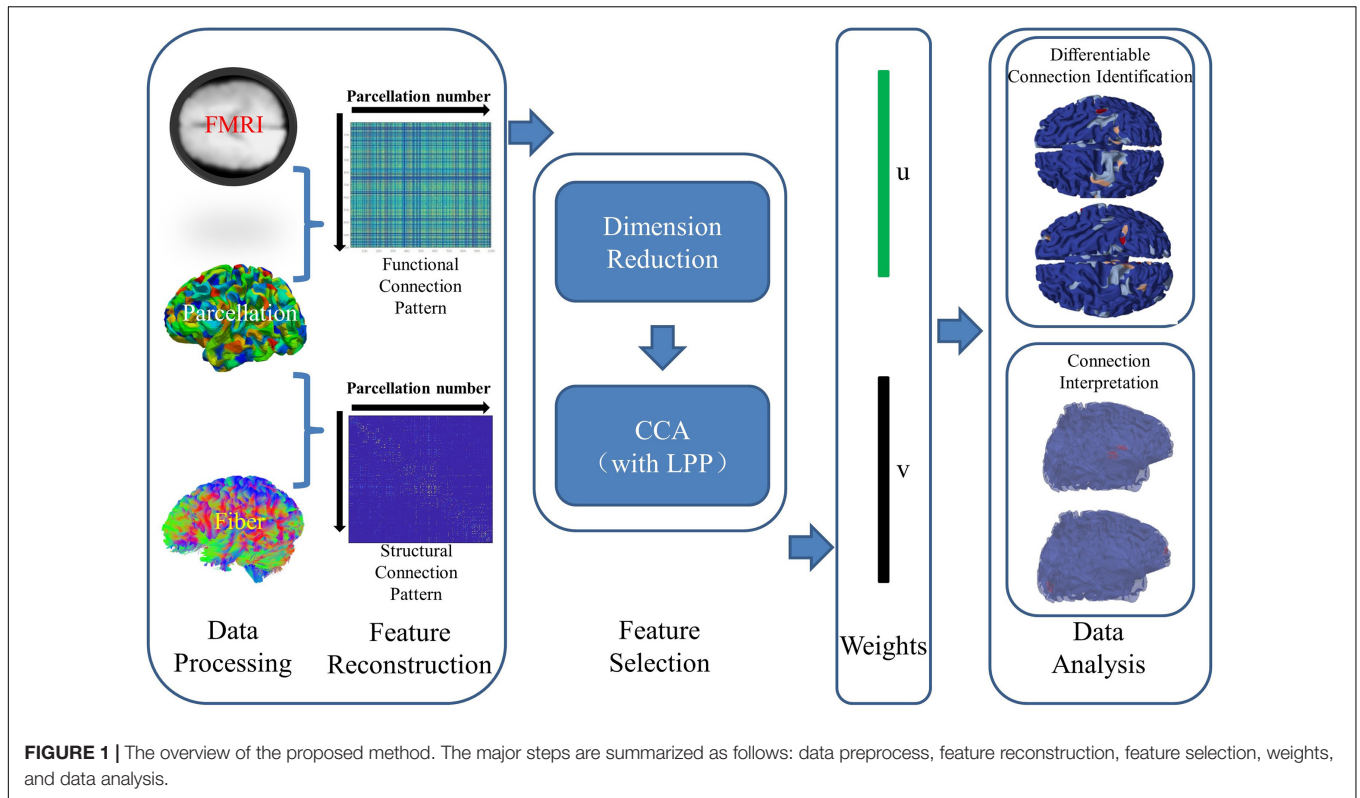 FMRI
Parcellation
Fiber
Data
Processing
Parcellation number
Functional
Connection
Pattern
Parcellation number
Structural
Connection
Pattern
Feature
Reconstruction
Dimension
Reduction
CCA
（with LPP）
Feature
Selection
u
v
Weights
Differentiable
Connection Identification
Connection
Interpretation
Data
Analysis
FIGURE 1 | The overview of the proposed method. The major steps are summarized as follows: data preprocess, feature reconstruction, feature selection, weights,
and data analysis.